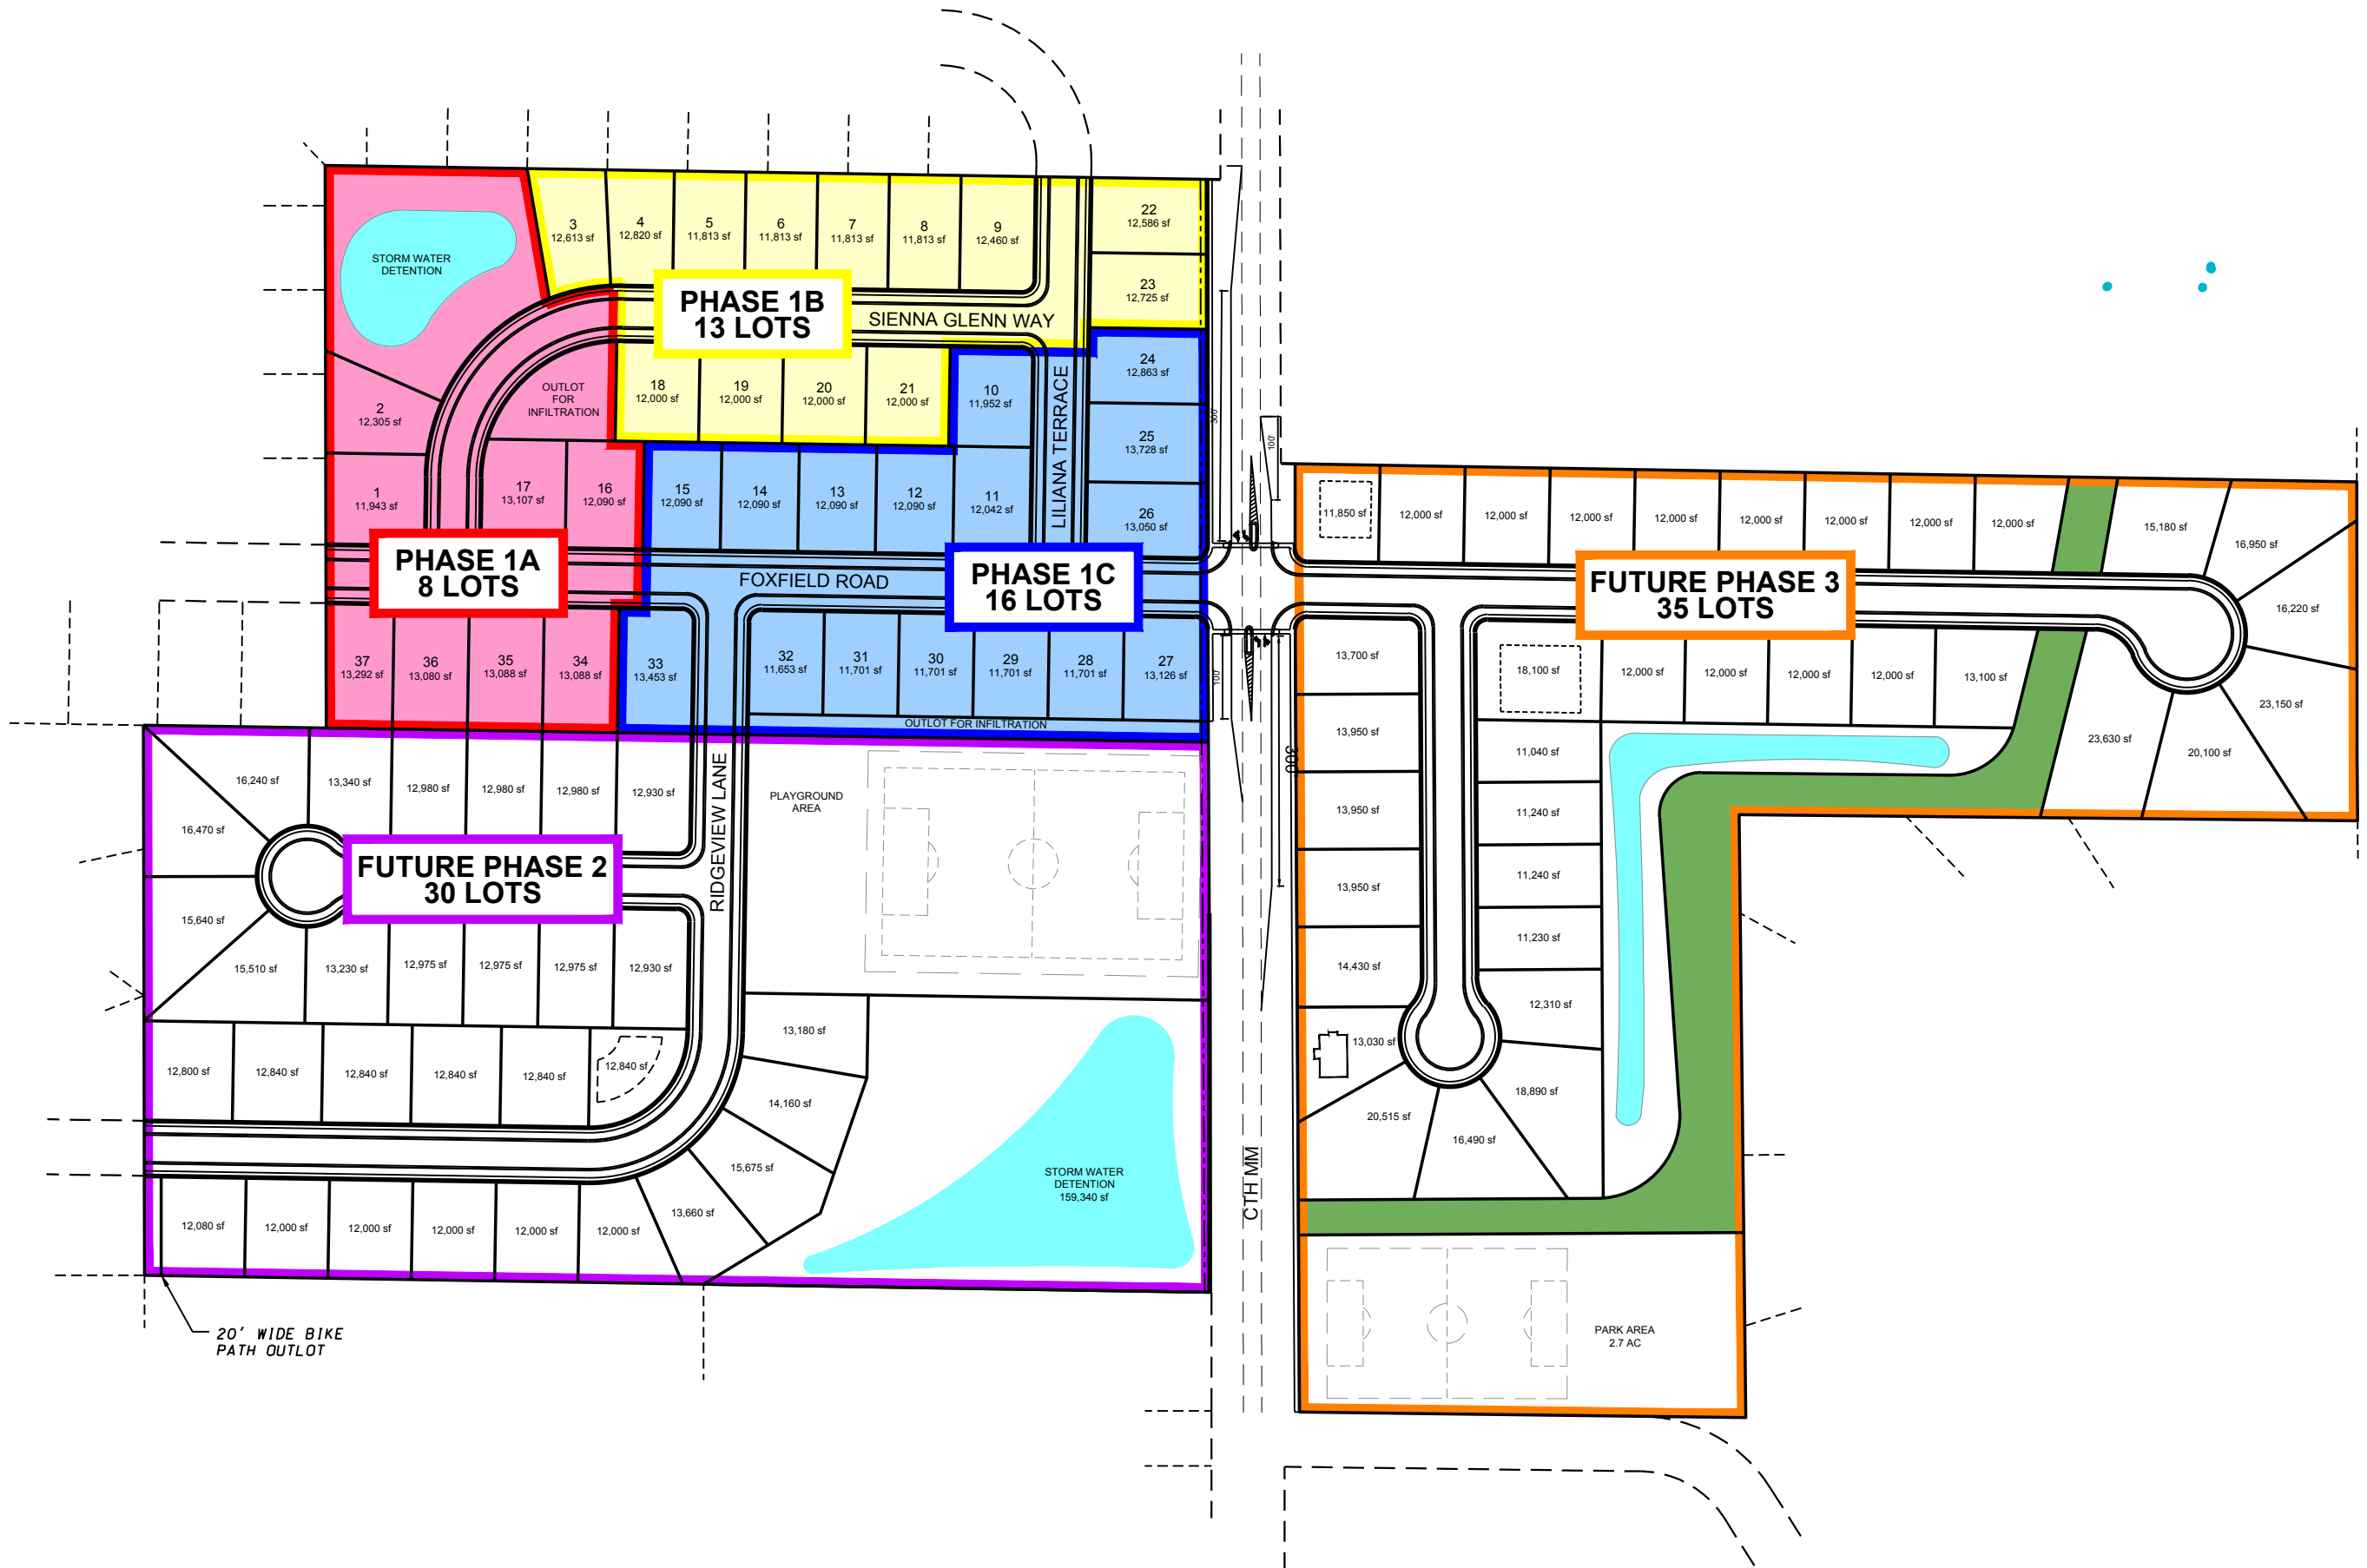 STORM WATER
DETENTION
3
12,613 sf
4
12,820 sf
5
11,813 sf
6
11,813 sf
7
11,813 sf
8
11,813 sf
9
12,460 sf
22
12,586 sf
23
12,725 sf
PHASE 1B
13 LOTS
SIENNA GLENN WAY
OUTLOT
FOR
INFILTRATION
18
12,000 sf
19
12,000 sf
20
12,000 sf
21
12,000 sf
10
11,952 sf
LILIANA TERRACE
24
12,863 sf
25
13,728 sf
26
13,050 sf
300'
100'
2
12,305 sf
1
11,943 sf
17
13,107 sf
16
12,090 sf
15
12,090 sf
14
12,090 sf
13
12,090 sf
12
12,090 sf
11
12,042 sf
PHASE 1A
8 LOTS
FOXFIELD ROAD
PHASE 1C
16 LOTS
37
13,292 sf
36
13,080 sf
35
13,088 sf
34
13,088 sf
33
13,453 sf
32
11,653 sf
31
11,701 sf
30
11,701 sf
29
11,701 sf
28
11,701 sf
27
13,126 sf
OUTLOT FOR INFILTRATION
100'
300'
11,850 sf
12,000 sf
12,000 sf
12,000 sf
12,000 sf
12,000 sf
12,000 sf
12,000 sf
12,000 sf
15,180 sf
16,950 sf
16,220 sf
23,150 sf
20,100 sf
23,630 sf
FUTURE PHASE 3
35 LOTS
13,700 sf
18,100 sf
12,000 sf
12,000 sf
12,000 sf
12,000 sf
13,100 sf
13,950 sf
11,040 sf
13,950 sf
11,240 sf
13,950 sf
11,240 sf
11,230 sf
14,430 sf
12,310 sf
13,030 sf
18,890 sf
20,515 sf
16,490 sf
16,240 sf
13,340 sf
12,980 sf
12,980 sf
12,980 sf
12,930 sf
RIDGEVIEW LANE
PLAYGROUND
AREA
16,470 sf
FUTURE PHASE 2
30 LOTS
15,640 sf
15,510 sf
13,230 sf
12,975 sf
12,975 sf
12,975 sf
12,930 sf
12,800 sf
12,840 sf
12,840 sf
12,840 sf
12,840 sf
12,840 sf
13,180 sf
14,160 sf
15,675 sf
13,660 sf
12,080 sf
12,000 sf
12,000 sf
12,000 sf
12,000 sf
12,000 sf
STORM WATER
DETENTION
159,340 sf
CTH MM
PARK AREA
2.7 AC
20' WIDE BIKE
PATH OUTLOT